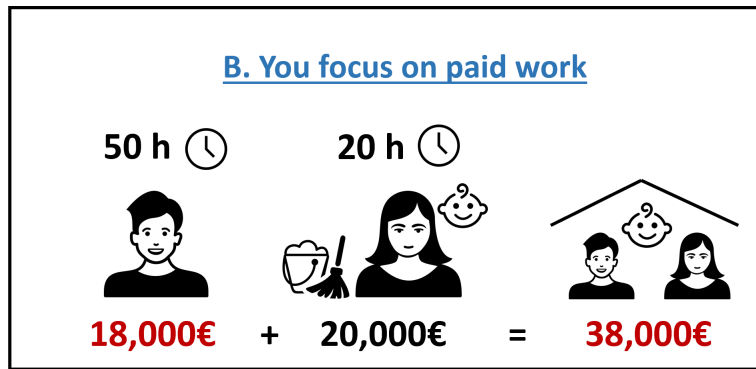 B. You focus on paid work
50 h 20 h
18,000€ + 20,000€ = 38,000€